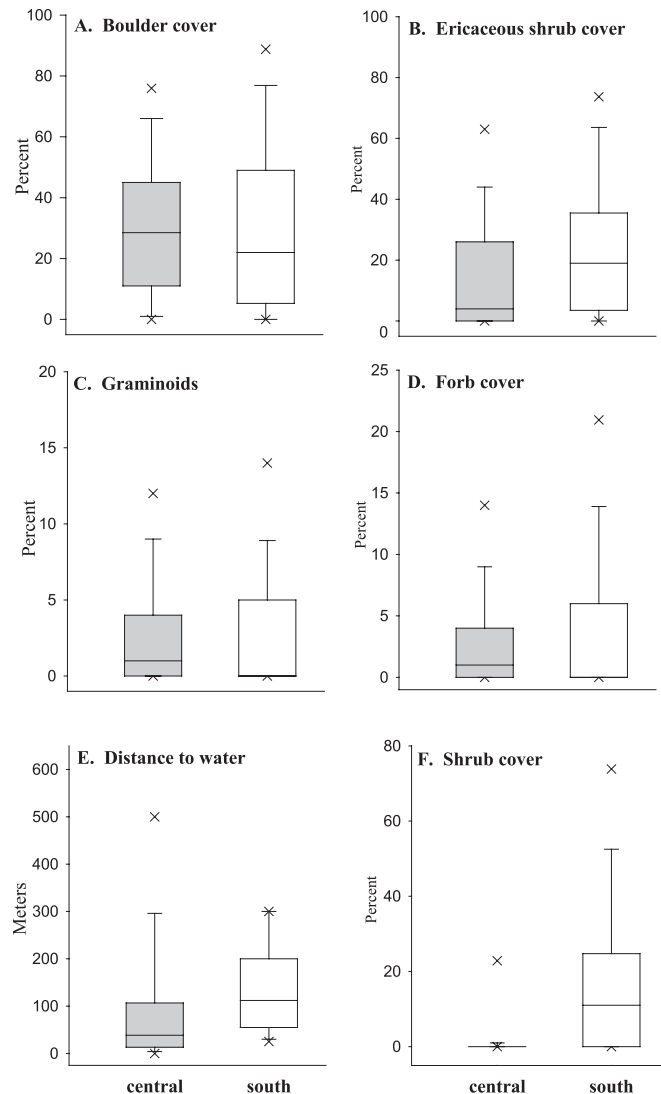 A. Boulder cover
Percent
100
80
60
40
20
0
B. Ericaceous shrub cover
Percent
100
80
60
40
20
0
C. Graminoids
Percent
20
15
10
5
0
D. Forb cover
Percent
25
20
15
10
5
0
E. Distance to water
Meters
600
500
400
300
200
100
0
central
south
F. Shrub cover
Percent
80
60
40
20
0
central
south